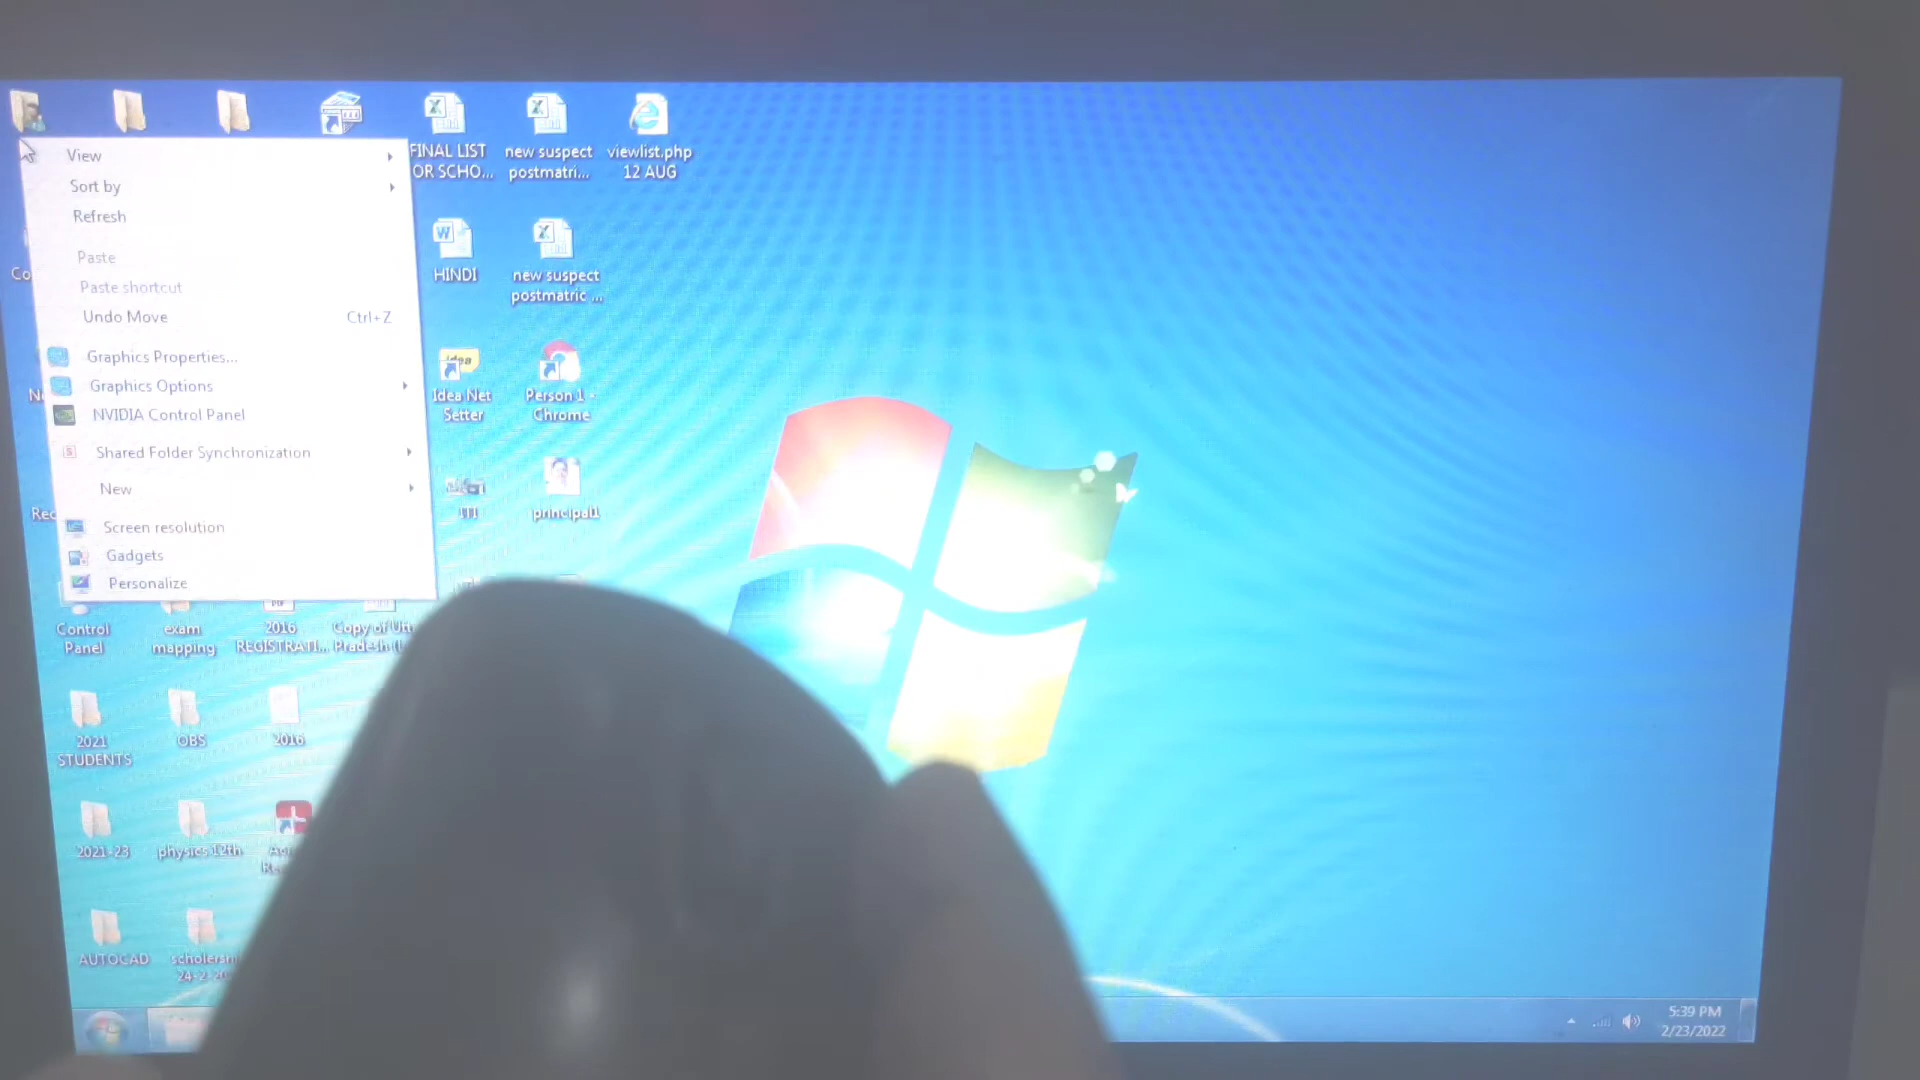 View
Sort by
Refresh
Paste
Paste shortcut
Undo Move Ctrl+Z
Graphics Properties...
Graphics Options
NVIDIA Control Panel
Shared Folder Synchronization
New
Screen resolution
Gadgets
Personalize
FINAL LIST
OR SCHO...
new suspect
postmatri...
viewlist.php
12 AUG
HINDI
new suspect
postmatric ...
idea
Idea Net
Setter
Person 1 -
Chrome
ITI
principal1
Control
Panel
exam
mapping
2016
REGISTRATI...
Copy of Utt
Pradesh (
2021
STUDENTS
OBS
2016
2021-23
physics 12th
AUTOCAD
scholarshi
24-2-20
5:39 PM
2/23/2022